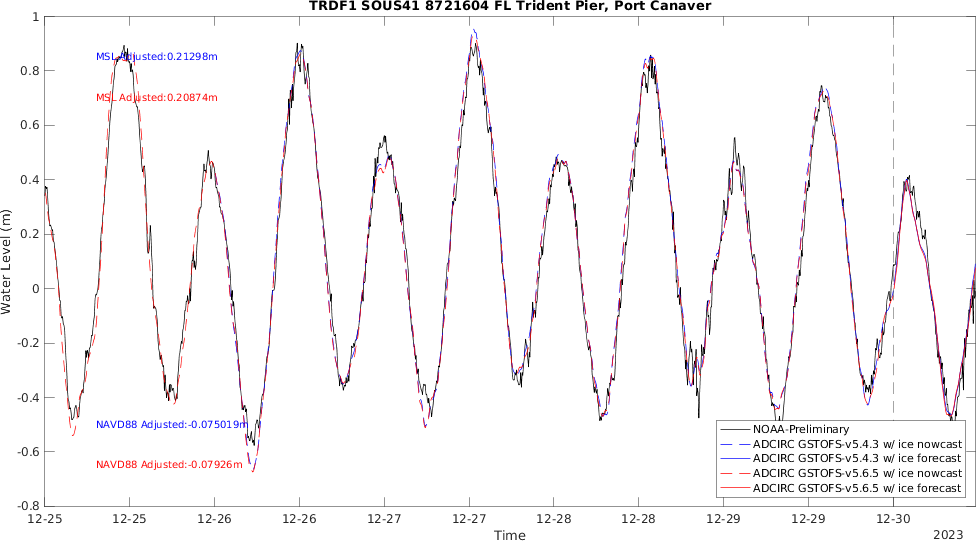 TRDF1 SOUS41 8721604 FL Trident Pier, Port Canaver
1
0.8
0.6
0.4
0.2
0
-0.2
-0.4
-0.6
-0.8
Water Level (m)
MSL Adjusted:0.21298m
MSL Adjusted:0.20874m
NAVD88 Adjusted:-0.075019m
NAVD88 Adjusted:-0.07926m
NOAA-Preliminary
ADCIRC GSTOFS-v5.4.3 w/ ice nowcast
ADCIRC GSTOFS-v5.4.3 w/ ice forecast
ADCIRC GSTOFS-v5.6.5 w/ ice nowcast
ADCIRC GSTOFS-v5.6.5 w/ ice forecast
12-25 12-25 12-26 12-26 12-27 12-27 12-28 12-28 12-29 12-29 12-30
Time
2023